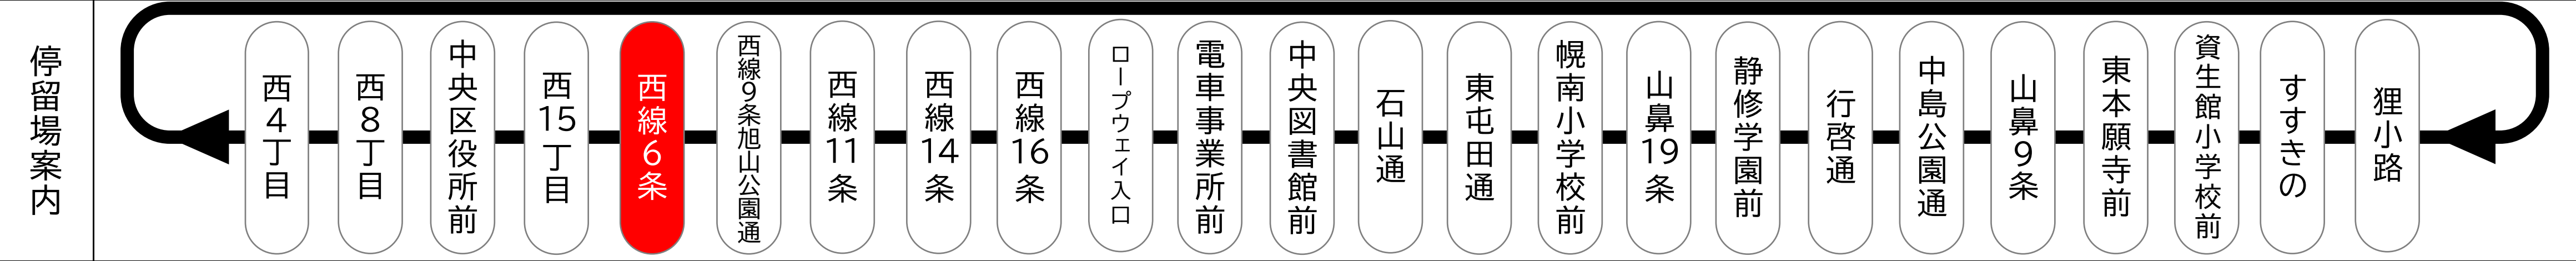 停留場案内
西4丁目
西8丁目
中央区役所前
西15丁目
西線6条
西線9条旭山公園通
西線11条
西線14条
西線16条
ロープウェイ入口
電車事業所前
中央図書館前
石山通
東屯田通
幌南小学校前
山鼻19条
静修学園前
行啓通
中島公園通
山鼻9条
東本願寺前
資生館小学校前
すすきの
狸小路